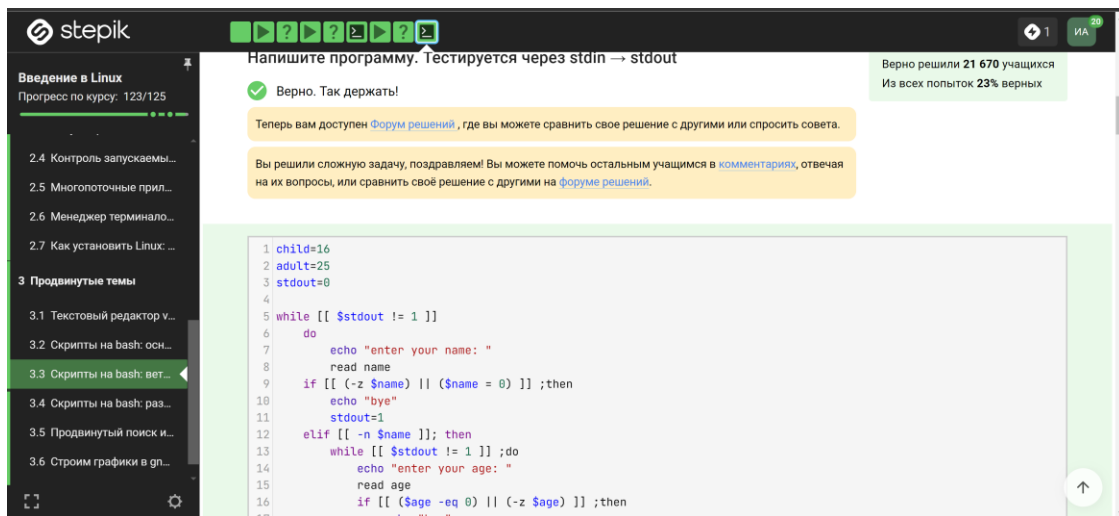 stepik
1
ИА
20
Введение в Linux
Прогресс по курсу: 123/125
2.4 Контроль запускаемы...
2.5 Многопоточные прил...
2.6 Менеджер терминало...
2.7 Как установить Linux: ...
3 Продвинутые темы
3.1 Текстовый редактор v...
3.2 Скрипты на bash: осн...
3.3 Скрипты на bash: вет...
3.4 Скрипты на bash: раз...
3.5 Продвинутый поиск и...
3.6 Строим графики в gn...
Напишите программу. Тестируется через stdin → stdout
Верно. Так держать!
Верно решили 21 670 учащихся
Из всех попыток 23% верных
Теперь вам доступен Форум решений , где вы можете сравнить свое решение с другими или спросить совета.
Вы решили сложную задачу, поздравляем! Вы можете помочь остальным учащимся в комментариях, отвечая
на их вопросы, или сравнить своё решение с другими на форуме решений.
1 child=16
2 adult=25
3 stdout=0
4
5 while [[ $stdout != 1 ]]
6 do
7 echo "enter your name: "
8 read name
9 if [[ (-z $name) || ($name = 0) ]] ;then
10 echo "bye"
11 stdout=1
12 elif [[ -n $name ]]; then
13 while [[ $stdout != 1 ]] ;do
14 echo "enter your age: "
15 read age
16 if [[ ($age -eq 0) || (-z $age) ]] ;then